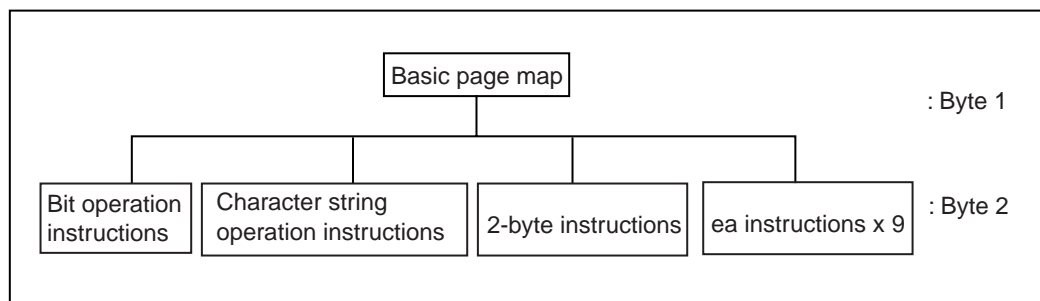 Basic page map
: Byte 1
Bit operation
instructions
Character string
operation instructions
2-byte instructions
ea instructions x 9
: Byte 2